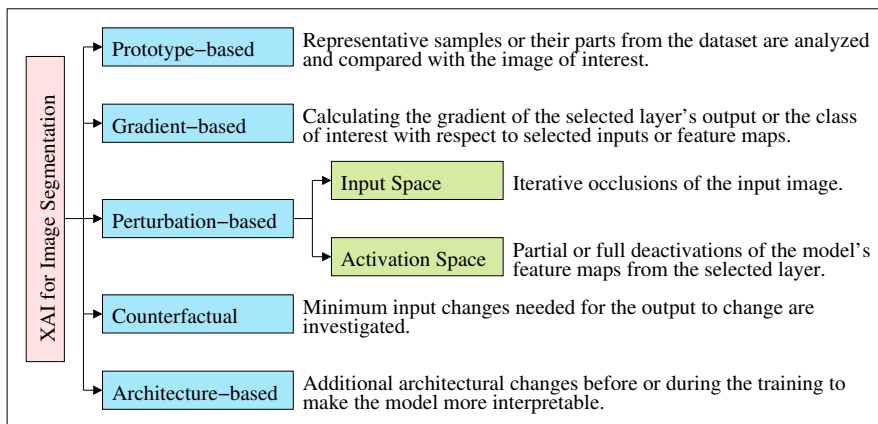 XAI for Image Segmentation
Prototype−based
Representative samples or their parts from the dataset are analyzed
and compared with the image of interest.
Gradient−based
Calculating the gradient of the selected layer's output or the class
of interest with respect to selected inputs or feature maps.
Perturbation−based
Input Space
Iterative occlusions of the input image.
Activation Space
Partial or full deactivations of the model's
feature maps from the selected layer.
Counterfactual
Minimum input changes needed for the output to change are
investigated.
Architecture−based
Additional architectural changes before or during the training to
make the model more interpretable.